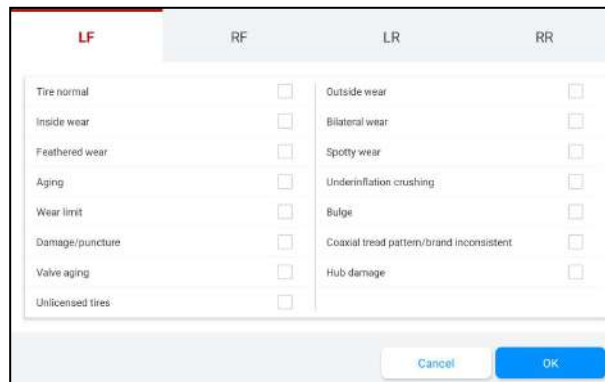 LF RF LR RR
Tire normal Outside wear
Inside wear Bilateral wear
Feathered wear Spotty wear
Aging Underinflation crushing
Wear limit Bulge
Damage/puncture Coaxial tread pattern/brand inconsistent
Valve aging Hub damage
Unlicensed tires
Cancel OK